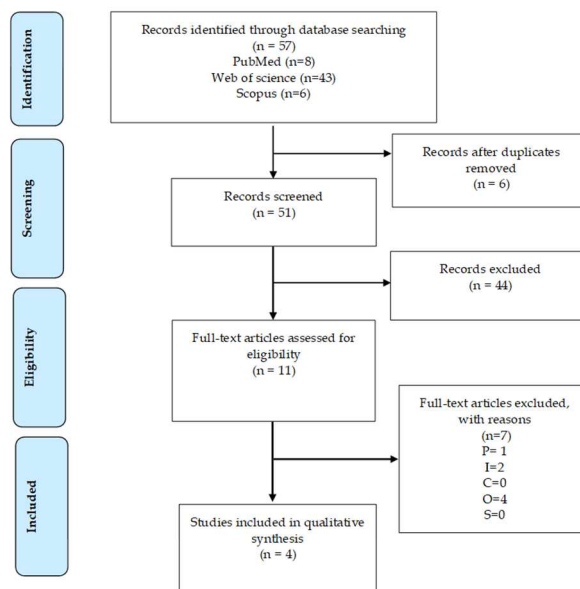 Identification
Records identified through database searching
(n = 57)
PubMed (n=8)
Web of science (n=43)
Scopus (n=6)
Records after duplicates
removed
(n = 6)
Screening
Records screened
(n = 51)
Records excluded
(n = 44)
Eligibility
Full-text articles assessed for
eligibility
(n = 11)
Full-text articles excluded,
with reasons
(n=7)
P= 1
I=2
C=0
O=4
S=0
Included
Studies included in qualitative
synthesis
(n = 4)